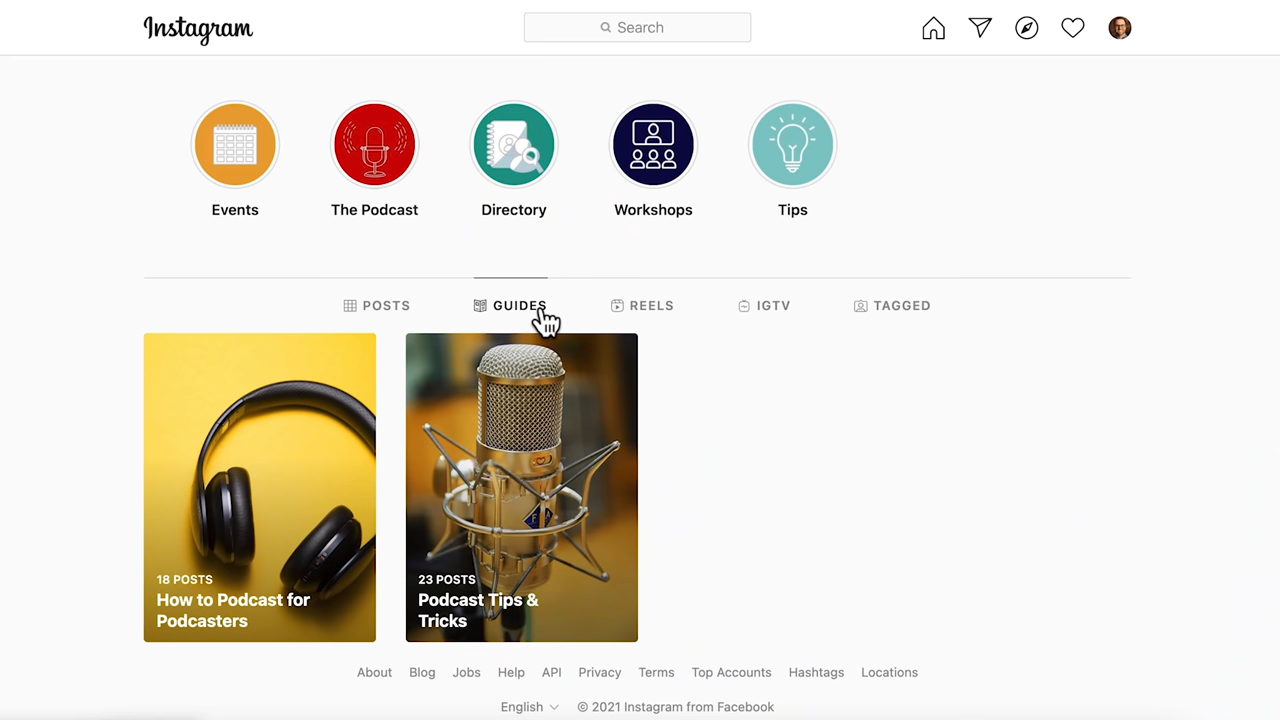 Instagram
Search
Events
The Podcast
Directory
Workshops
Tips
POSTS
GUIDES
REELS
IGTV
TAGGED
18 POSTS
How to Podcast for
Podcasters
23 POSTS
Podcast Tips &
Tricks
About Blog Jobs Help API Privacy Terms Top Accounts Hashtags Locations
English © 2021 Instagram from Facebook